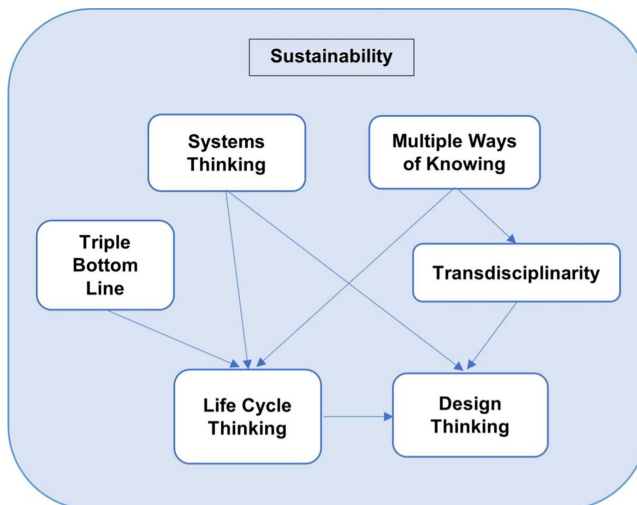 Sustainability
Systems
Thinking
Multiple Ways
of Knowing
Triple
Bottom
Line
Transdisciplinarity
Life Cycle
Thinking
Design
Thinking